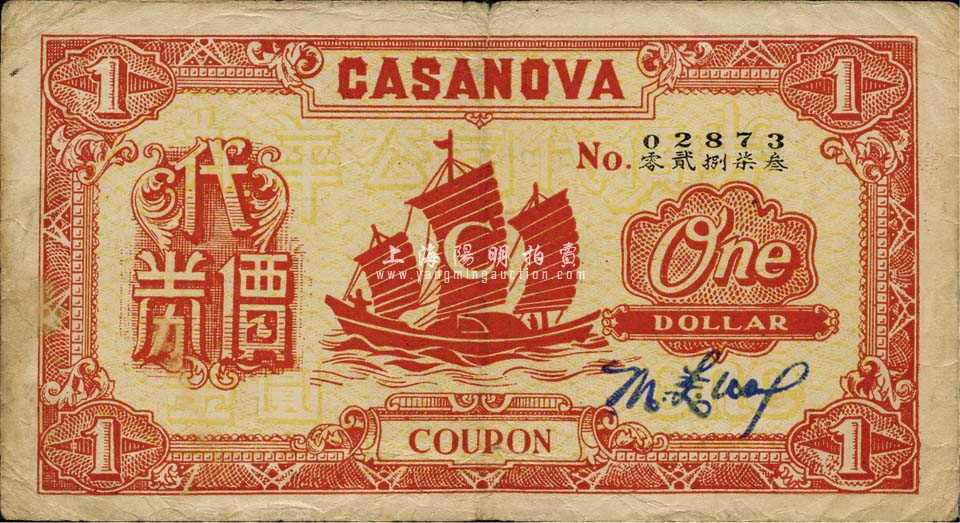 1 CASANOVA 1
No. 02873
零貳捌柒叁
代
價
券
C
上海陽明拍賣
www.yangmingauction.com
One
DOLLAR
1 COUPON 1